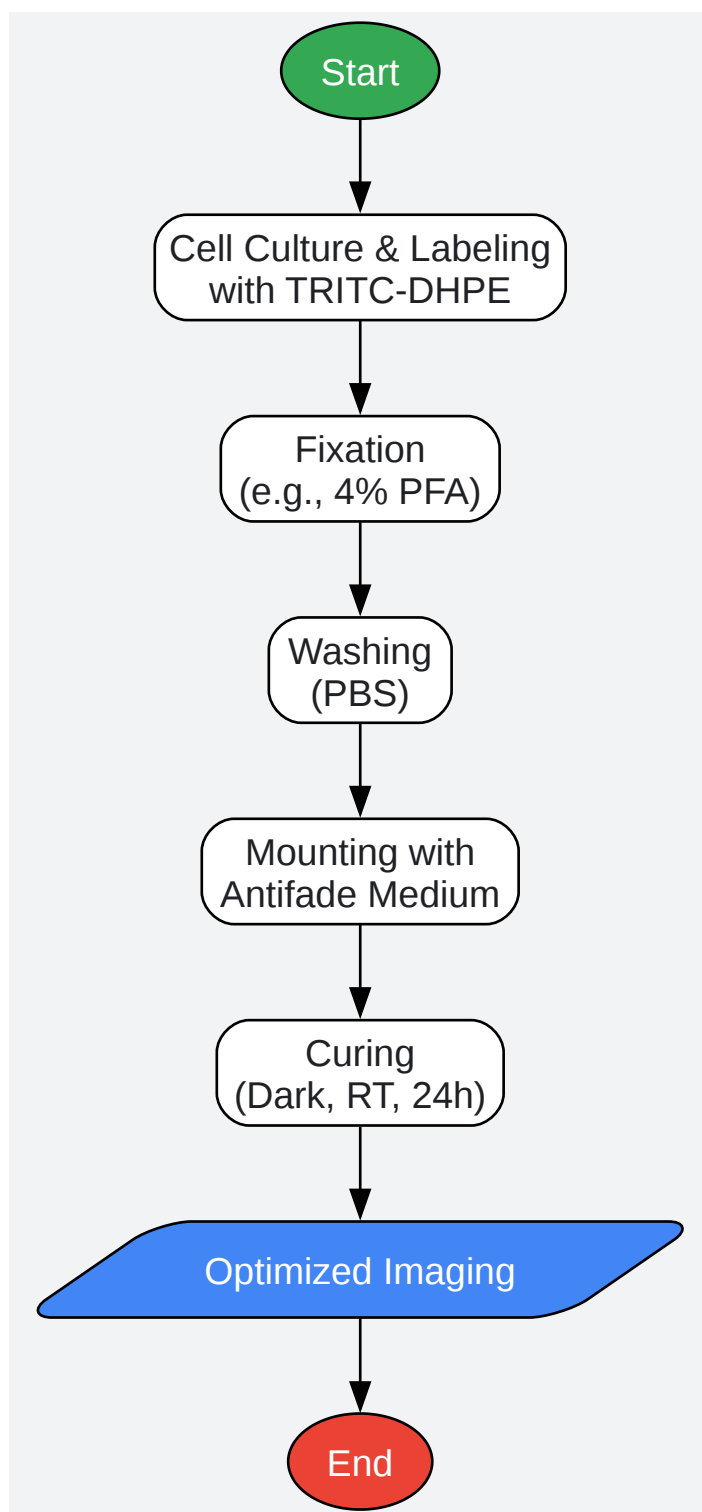 Start
Cell Culture & Labeling
with TRITC-DHPE
Fixation
(e.g., 4% PFA)
Washing
(PBS)
Mounting with
Antifade Medium
Curing
(Dark, RT, 24h)
Optimized Imaging
End